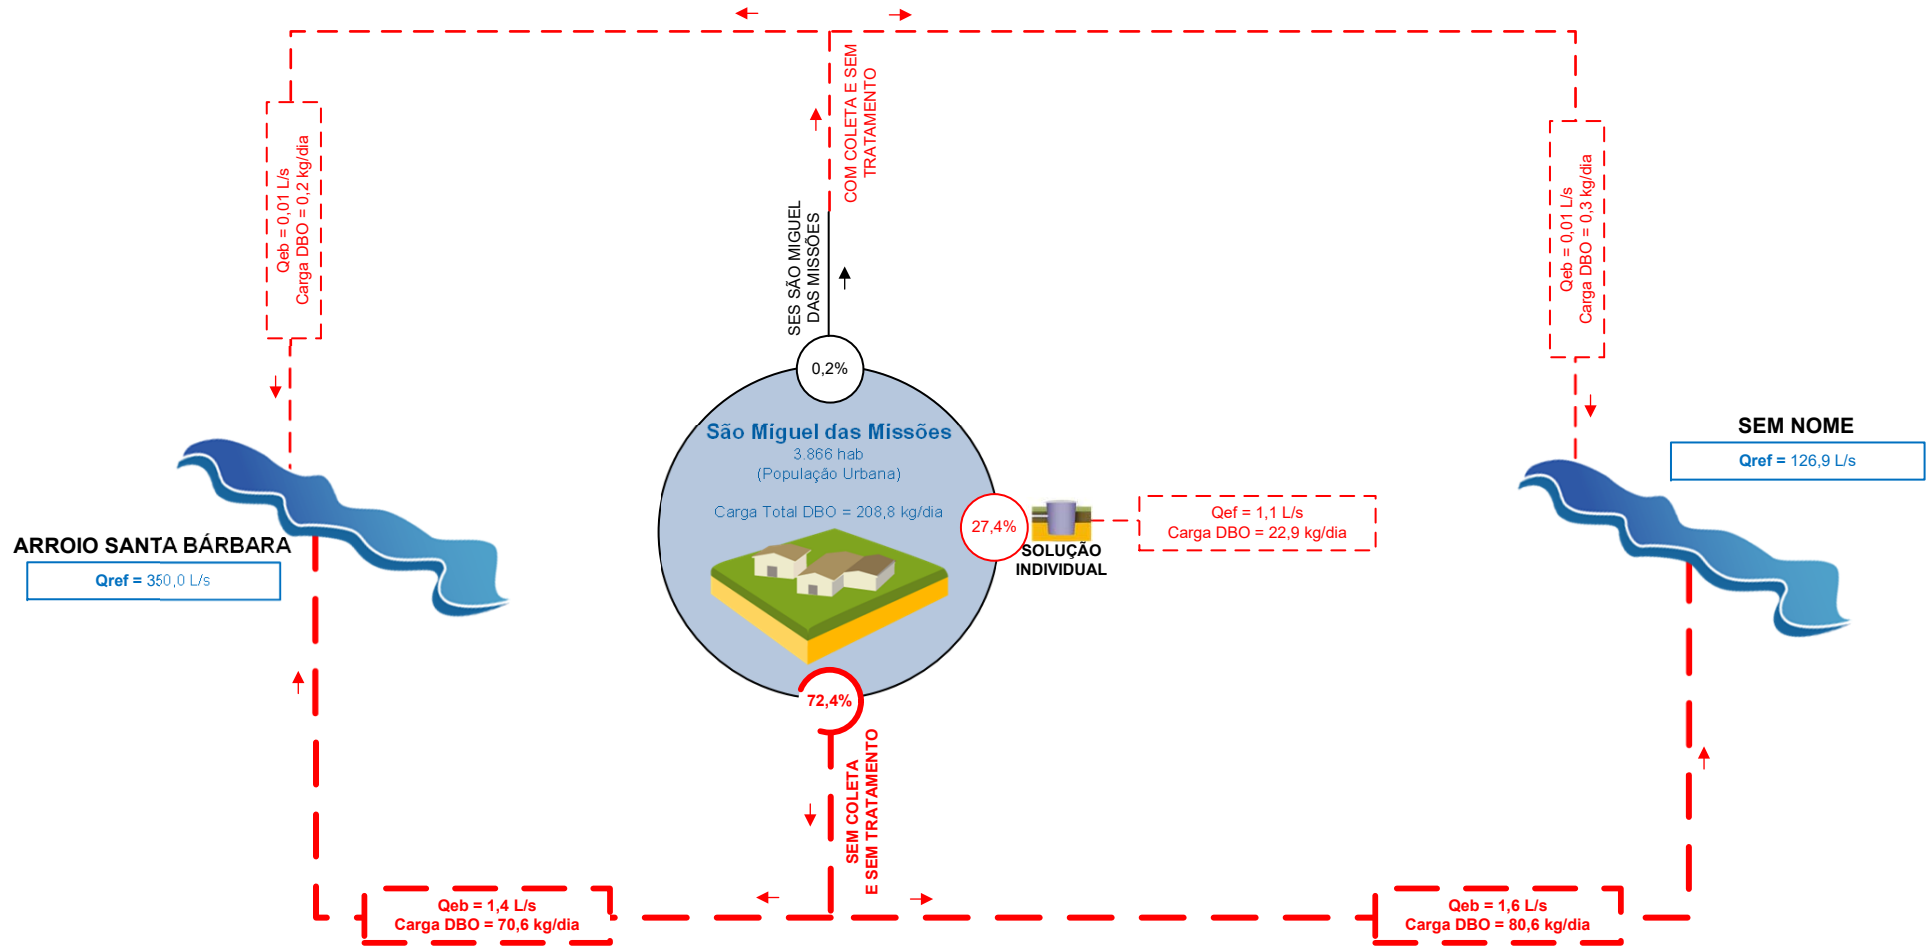 COM COLETA E SEM
TRATAMENTO
Qeb = 0,01 L/s
Carga DBO = 0,2 kg/dia
Qeb = 0,01 L/s
Carga DBO = 0,3 kg/dia
SES SÃO MIGUEL
DAS MISSÕES
0,2%
São Miguel das Missões
3.866 hab
(População Urbana)
Carga Total DBO = 208,8 kg/dia
27,4%
SOLUÇÃO
INDIVIDUAL
Qef = 1,1 L/s
Carga DBO = 22,9 kg/dia
SEM NOME
Qref = 126,9 L/s
ARROIO SANTA BÁRBARA
Qref = 350,0 L/s
72,4%
SEM COLETA
E SEM TRATAMENTO
Qeb = 1,4 L/s
Carga DBO = 70,6 kg/dia
Qeb = 1,6 L/s
Carga DBO = 80,6 kg/dia